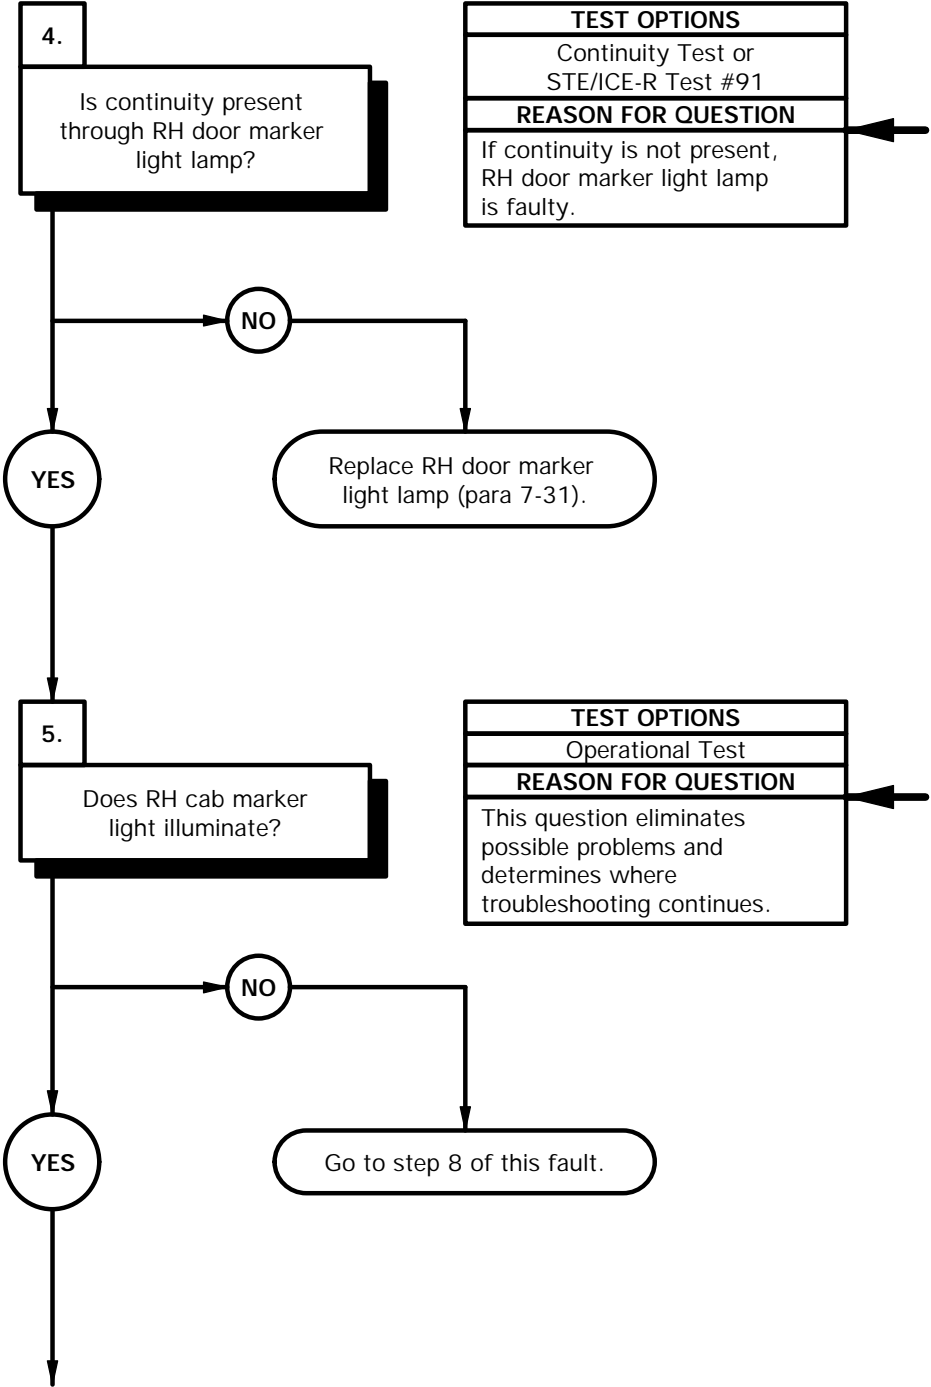 4.
Is continuity present
through RH door marker
light lamp?
TEST OPTIONS
Continuity Test or
STE/ICE-R Test #91
REASON FOR QUESTION
If continuity is not present,
RH door marker light lamp
is faulty.
NO
YES
Replace RH door marker
light lamp (para 7-31).
5.
Does RH cab marker
light illuminate?
TEST OPTIONS
Operational Test
REASON FOR QUESTION
This question eliminates
possible problems and
determines where
troubleshooting continues.
NO
YES
Go to step 8 of this fault.